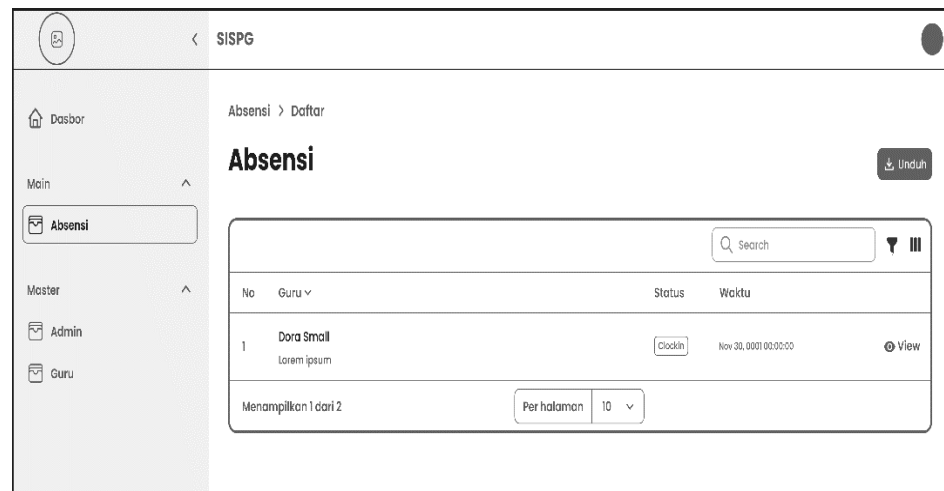 SISPG
Dasbor
Main
Absensi
Master
Admin
Guru
Absensi > Daftar
Absensi
Unduh
Search
No Guru Status Waktu
1 Dora Small Clockin Nov 30, 0001 00:00:00 View
Lorem ipsum
Menampilkan 1 dari 2 Per halaman 10